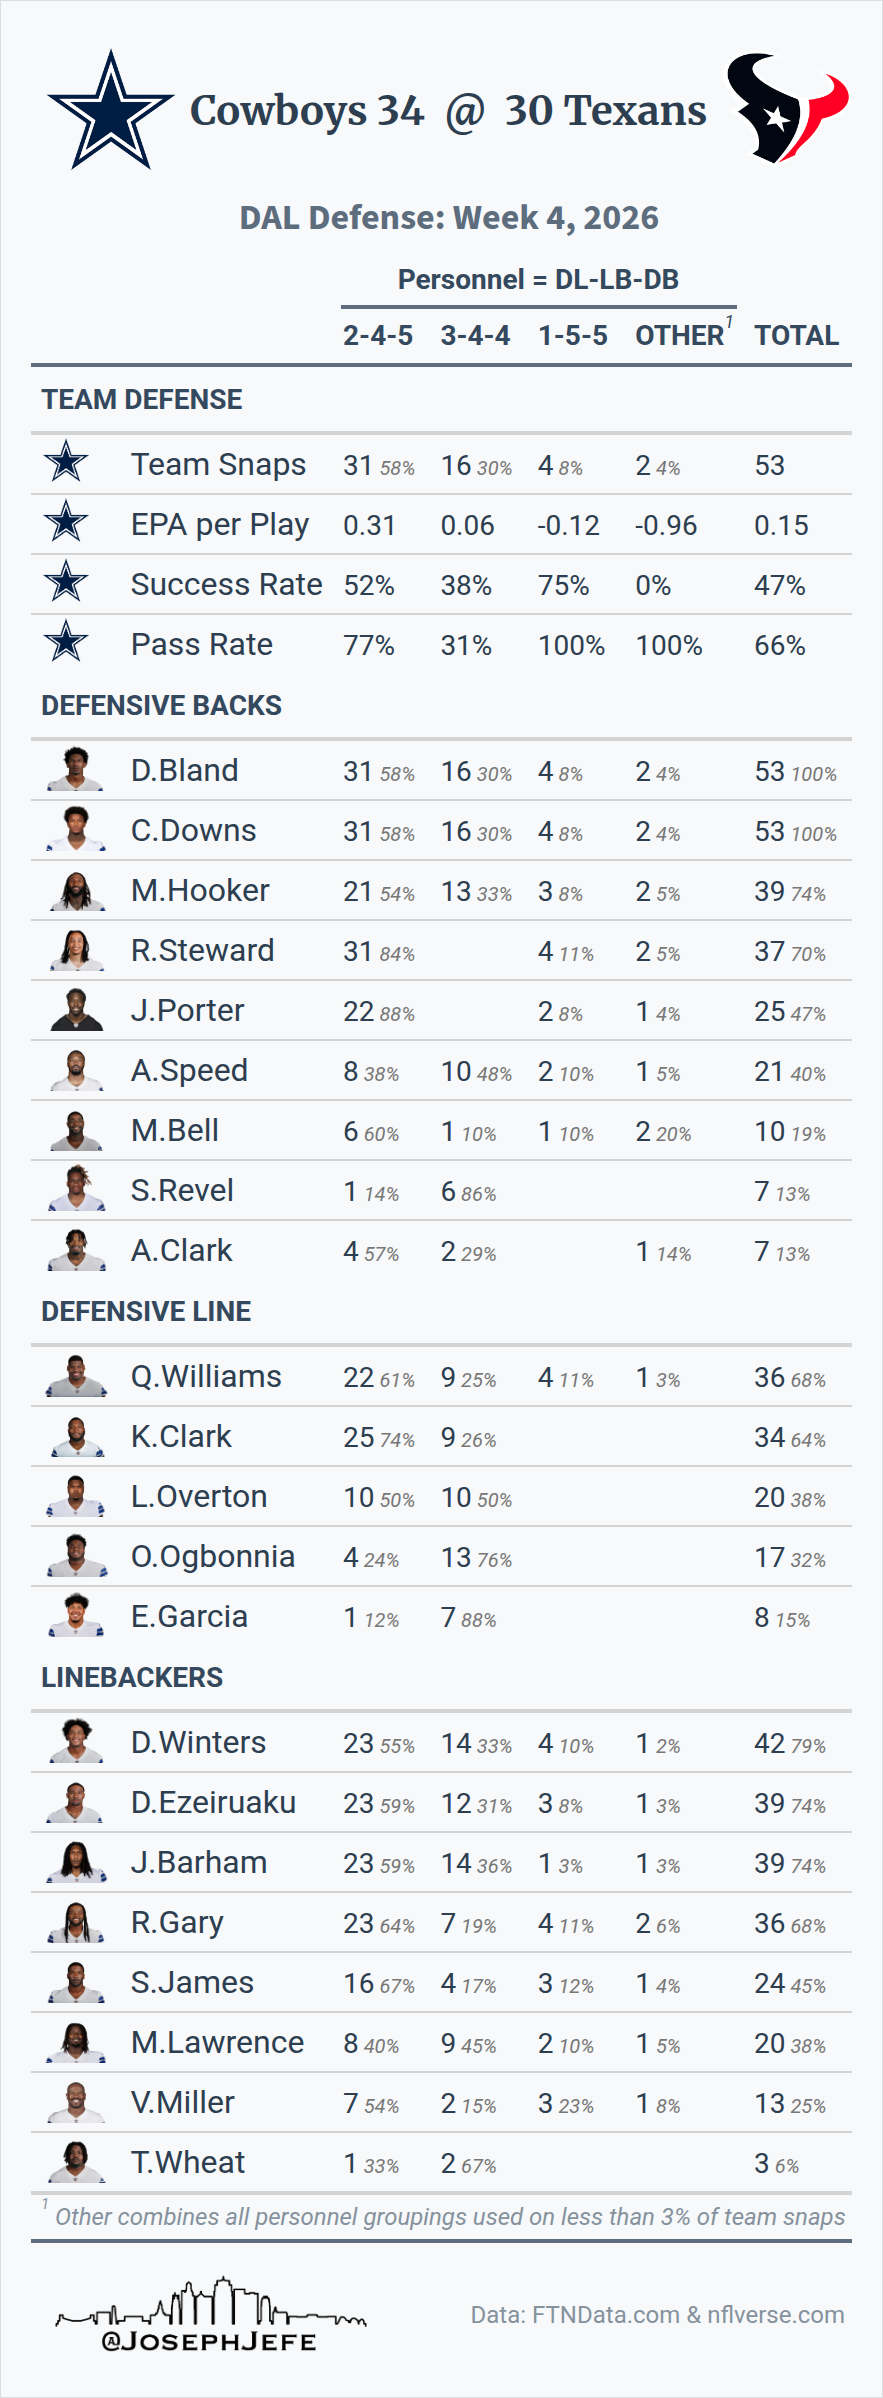 Cowboys 34 @ 30 Texans
DAL Defense: Week 4, 2026
Personnel = DL-LB-DB
2-4-5 3-4-4 1-5-5 OTHER1 TOTAL
TEAM DEFENSE
Team Snaps 31 58% 16 30% 4 8% 2 4% 53
EPA per Play 0.31 0.06 -0.12 -0.96 0.15
Success Rate 52% 38% 75% 0% 47%
Pass Rate 77% 31% 100% 100% 66%
DEFENSIVE BACKS
D.Bland 31 58% 16 30% 4 8% 2 4% 53 100%
C.Downs 31 58% 16 30% 4 8% 2 4% 53 100%
M.Hooker 21 54% 13 33% 3 8% 2 5% 39 74%
R.Steward 31 84% 4 11% 2 5% 37 70%
J.Porter 22 88% 2 8% 1 4% 25 47%
A.Speed 8 38% 10 48% 2 10% 1 5% 21 40%
M.Bell 6 60% 1 10% 1 10% 2 20% 10 19%
S.Revel 1 14% 6 86% 7 13%
A.Clark 4 57% 2 29% 1 14% 7 13%
DEFENSIVE LINE
Q.Williams 22 61% 9 25% 4 11% 1 3% 36 68%
K.Clark 25 74% 9 26% 34 64%
L.Overton 10 50% 10 50% 20 38%
O.Ogbonnia 4 24% 13 76% 17 32%
E.Garcia 1 12% 7 88% 8 15%
LINEBACKERS
D.Winters 23 55% 14 33% 4 10% 1 2% 42 79%
D.Ezeiruaku 23 59% 12 31% 3 8% 1 3% 39 74%
J.Barham 23 59% 14 36% 1 3% 1 3% 39 74%
R.Gary 23 64% 7 19% 4 11% 2 6% 36 68%
S.James 16 67% 4 17% 3 12% 1 4% 24 45%
M.Lawrence 8 40% 9 45% 2 10% 1 5% 20 38%
V.Miller 7 54% 2 15% 3 23% 1 8% 13 25%
T.Wheat 1 33% 2 67% 3 6%
1 Other combines all personnel groupings used on less than 3% of team snaps
@JOSEPHJEFE
Data: FTNData.com & nflverse.com